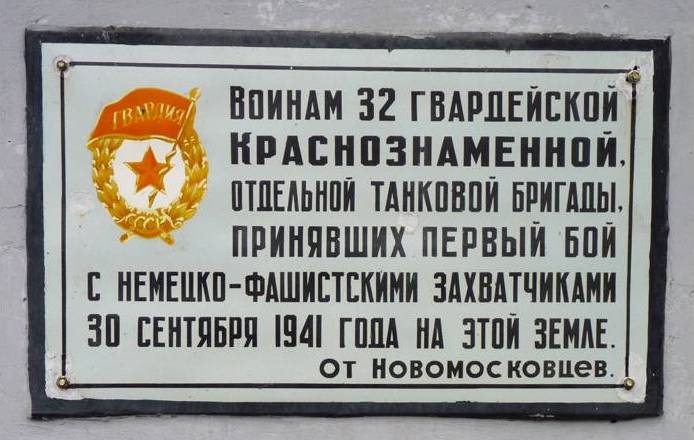 ГВАРДИЯ
СССР
ВОИНАМ 32 ГВАРДЕЙСКОЙ
КРАСНОЗНАМЕННОЙ,
ОТДЕЛЬНОЙ ТАНКОВОЙ БРИГАДЫ,
ПРИНЯВШИХ ПЕРВЫЙ БОЙ
С НЕМЕЦКО-ФАШИСТСКИМИ ЗАХВАТЧИКАМИ
30 СЕНТЯБРЯ 1941 ГОДА НА ЭТОЙ ЗЕМЛЕ.
ОТ НОВОМОСКОВЦЕВ.